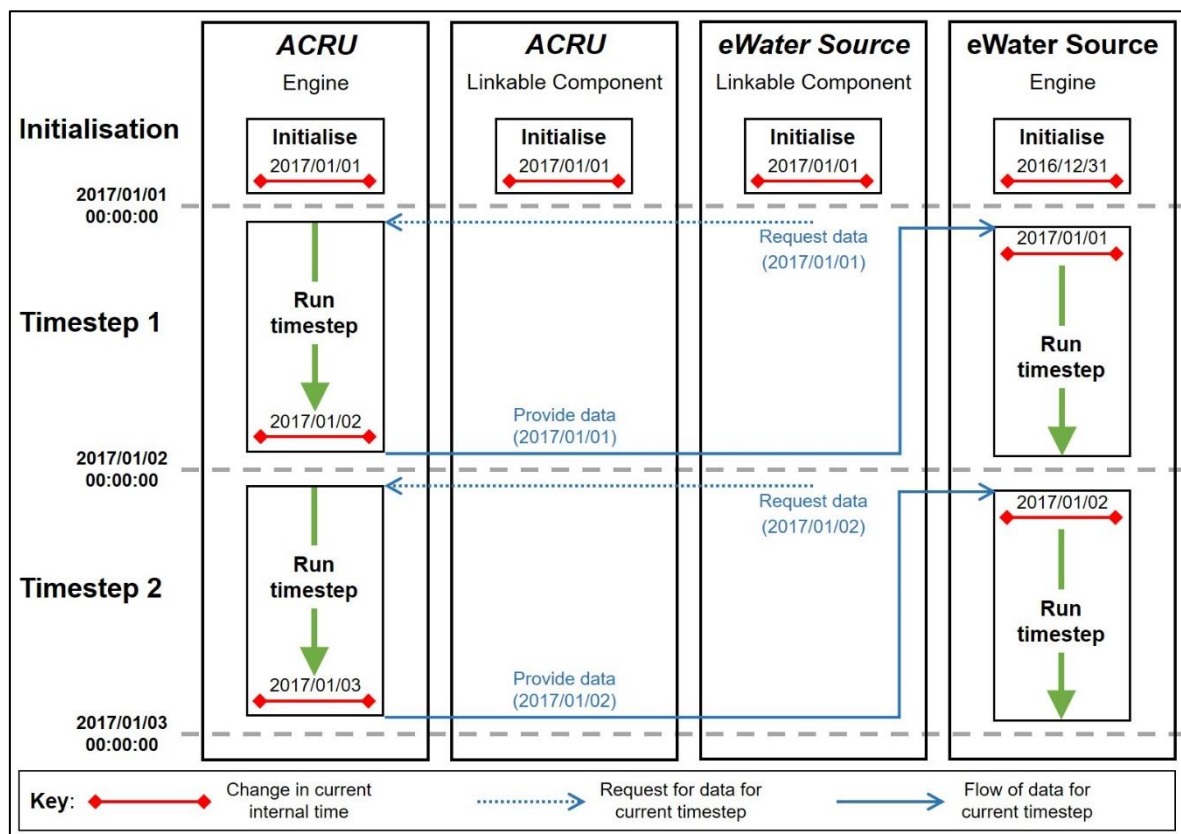 ACRU
Engine
ACRU
Linkable Component
eWater Source
Linkable Component
eWater Source
Engine
Initialisation
Initialise
2017/01/01
Initialise
2017/01/01
Initialise
2017/01/01
Initialise
2016/12/31
2017/01/01
00:00:00
Request data
(2017/01/01)
2017/01/01
Timestep 1
Run
timestep
Run
timestep
2017/01/02
Provide data
(2017/01/01)
2017/01/02
00:00:00
Request data
(2017/01/02)
2017/01/02
Timestep 2
Run
timestep
Run
timestep
2017/01/03
Provide data
(2017/01/02)
2017/01/03
00:00:00
Key:
Change in current
internal time
Request for data for
current timestep
Flow of data for
current timestep